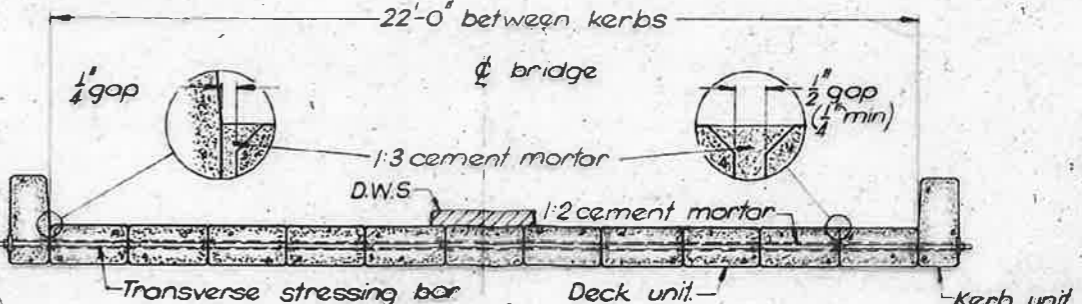 22'-0" between kerbs
¼" gap
℄ bridge
½" gap
(¼" min)
1:3 cement mortar
D.W.S
1:2 cement mortar
Transverse stressing bar
Deck unit
Kerb unit